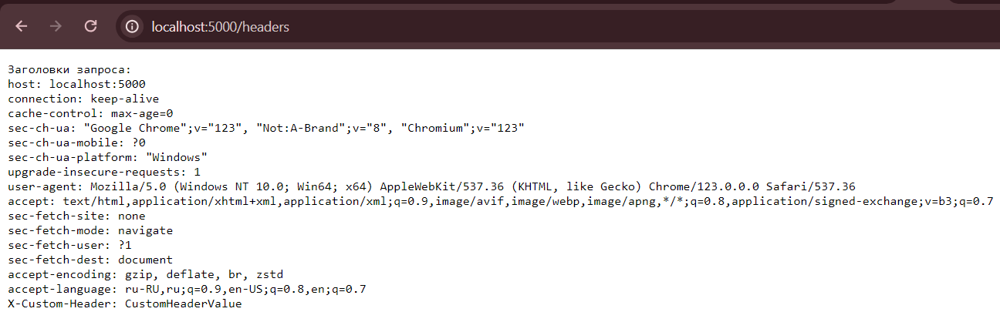 localhost:5000/headers
Заголовки запроса:
host: localhost:5000
connection: keep-alive
cache-control: max-age=0
sec-ch-ua: "Google Chrome";v="123", "Not:A-Brand";v="8", "Chromium";v="123"
sec-ch-ua-mobile: ?0
sec-ch-ua-platform: "Windows"
upgrade-insecure-requests: 1
user-agent: Mozilla/5.0 (Windows NT 10.0; Win64; x64) AppleWebKit/537.36 (KHTML, like Gecko) Chrome/123.0.0.0 Safari/537.36
accept: text/html,application/xhtml+xml,application/xml;q=0.9,image/avif,image/webp,image/apng,*/*;q=0.8,application/signed-exchange;v=b3;q=0.7
sec-fetch-site: none
sec-fetch-mode: navigate
sec-fetch-user: ?1
sec-fetch-dest: document
accept-encoding: gzip, deflate, br, zstd
accept-language: ru-RU,ru;q=0.9,en-US;q=0.8,en;q=0.7
X-Custom-Header: CustomHeaderValue